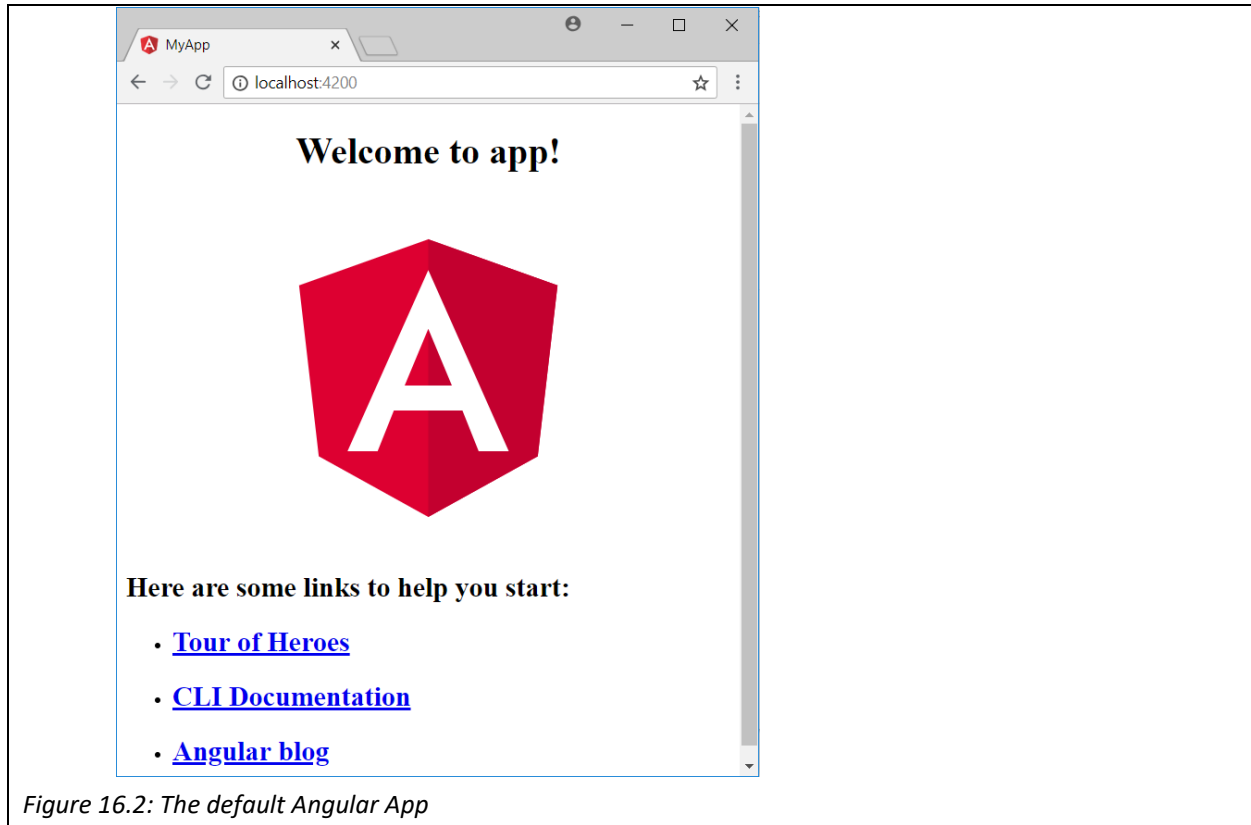 MyApp
localhost:4200
Welcome to app!
A
Here are some links to help you start:
• Tour of Heroes
• CLI Documentation
• Angular blog
Figure 16.2: The default Angular App